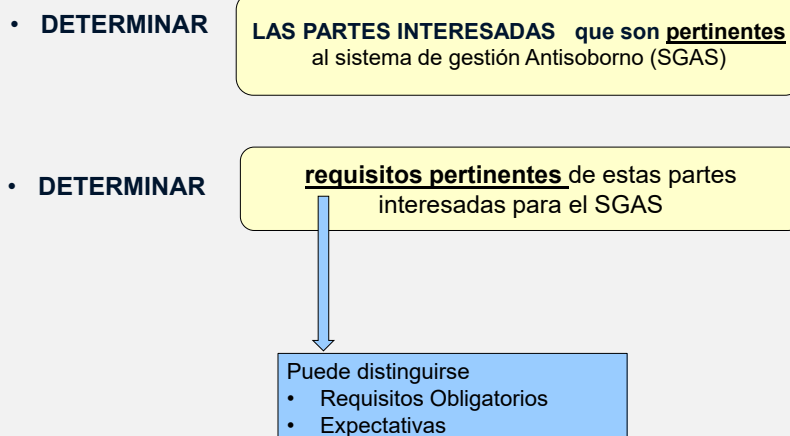 • DETERMINAR
LAS PARTES INTERESADAS que son pertinentes
al sistema de gestión Antisoborno (SGAS)
• DETERMINAR
requisitos pertinentes de estas partes
interesadas para el SGAS
Puede distinguirse
• Requisitos Obligatorios
• Expectativas